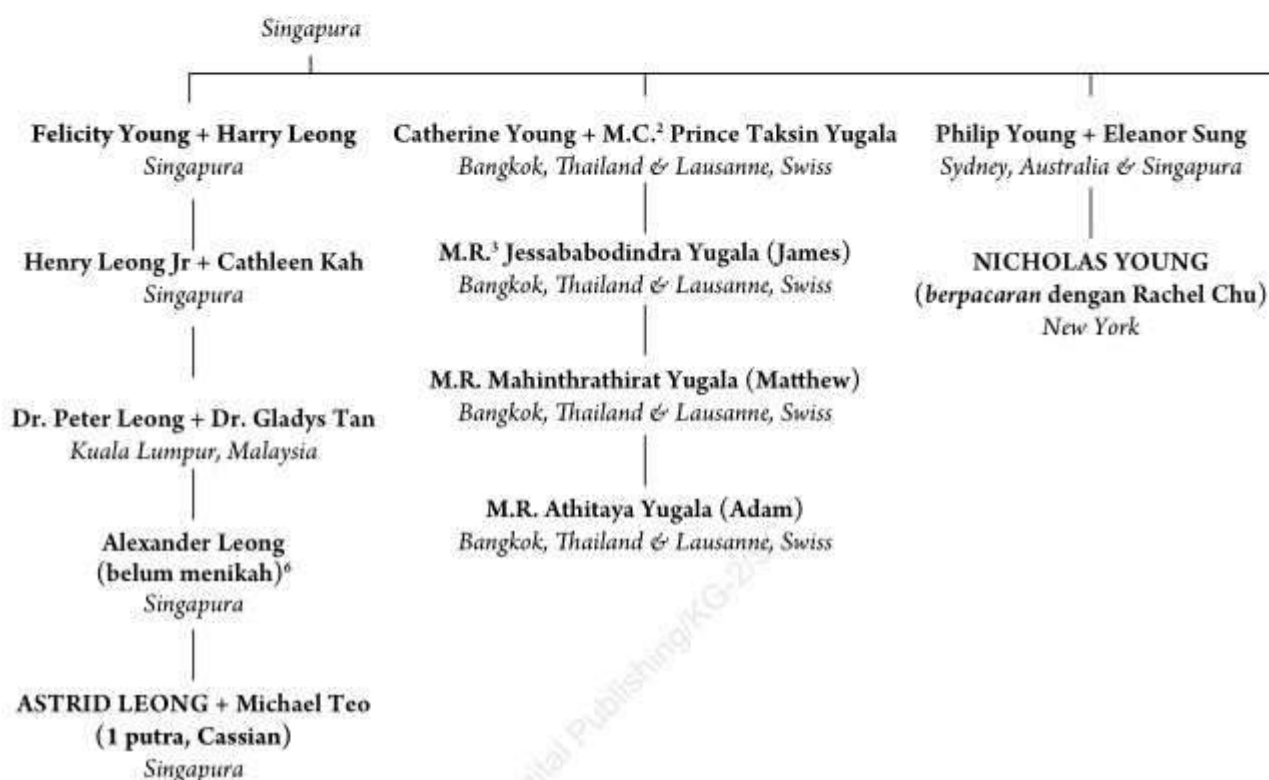 Singapura
Felicity Young + Harry Leong
Singapura
Henry Leong Jr + Cathleen Kah
Singapura
Dr. Peter Leong + Dr. Gladys Tan
Kuala Lumpur, Malaysia
Alexander Leong
(belum menikah)⁶
Singapura
ASTRID LEONG + Michael Teo
(1 putra, Cassian)
Singapura
Catherine Young + M.C.² Prince Taksin Yugala
Bangkok, Thailand & Lausanne, Swiss
M.R.³ Jessababodindra Yugala (James)
Bangkok, Thailand & Lausanne, Swiss
M.R. Mahinthrathirat Yugala (Matthew)
Bangkok, Thailand & Lausanne, Swiss
M.R. Athitaya Yugala (Adam)
Bangkok, Thailand & Lausanne, Swiss
Philip Young + Eleanor Sung
Sydney, Australia & Singapura
NICHOLAS YOUNG
(berpacaran dengan Rachel Chu)
New York
Publishing/KG-2/